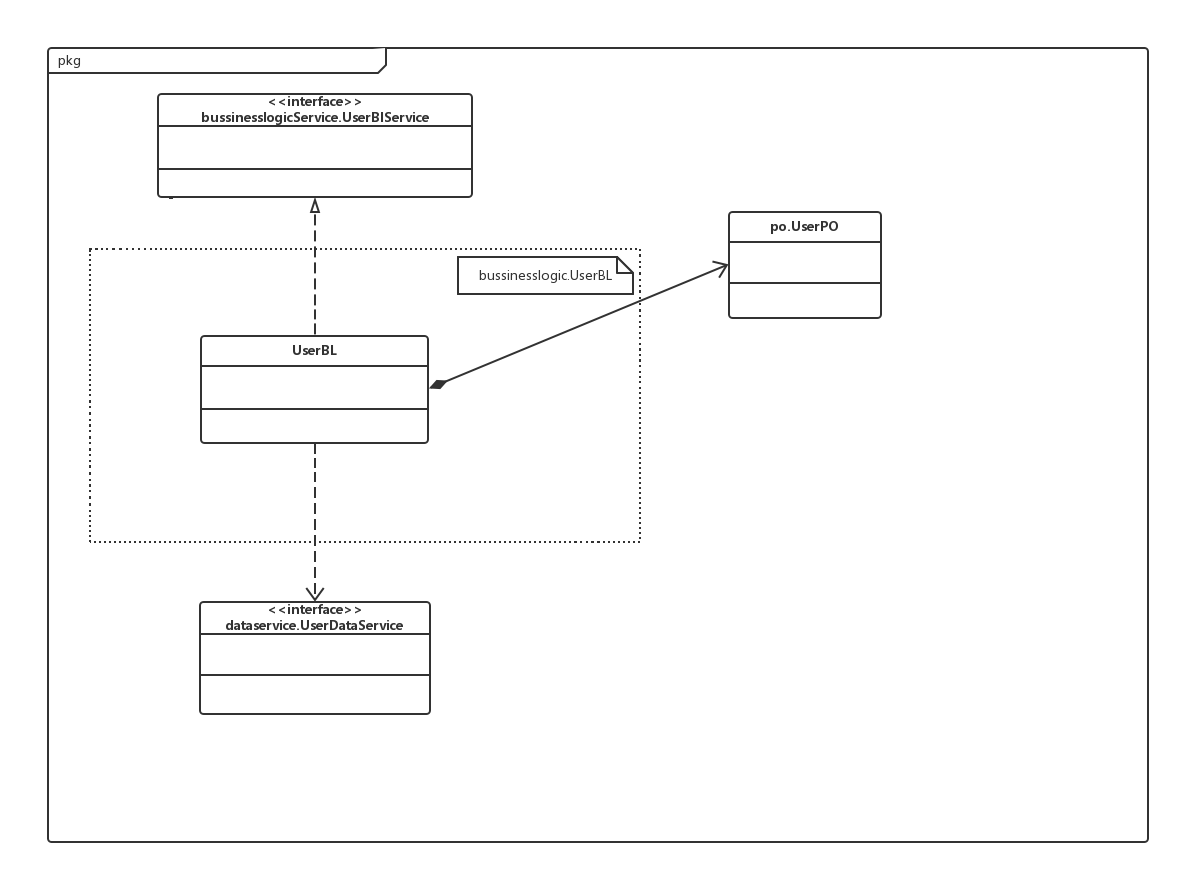 pkg
<<interface>>
bussinesslogicService.UserBlService
po.UserPO
bussinesslogic.UserBL
UserBL
<<interface>>
dataservice.UserDataService